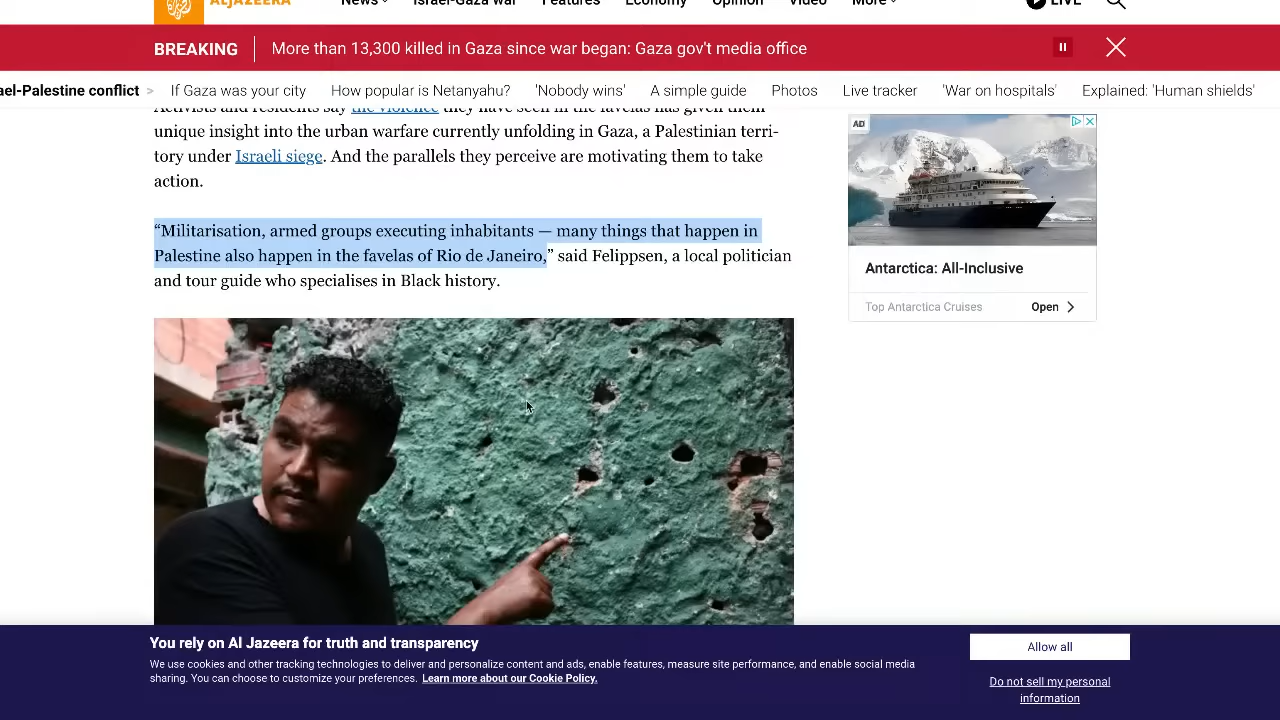 ALJAZEERA
News
Israel-Gaza war
Features
Economy
Opinion
Video
More
LIVE
BREAKING
More than 13,300 killed in Gaza since war began: Gaza gov't media office
ael-Palestine conflict > If Gaza was your city How popular is Netanyahu? 'Nobody wins' A simple guide Photos Live tracker 'War on hospitals' Explained: 'Human shields'
Activists and residents say the violence they have seen in the favelas has given them
unique insight into the urban warfare currently unfolding in Gaza, a Palestinian terri-
tory under Israeli siege. And the parallels they perceive are motivating them to take
action.
“Militarisation, armed groups executing inhabitants — many things that happen in
Palestine also happen in the favelas of Rio de Janeiro,” said Felippsen, a local politician
and tour guide who specialises in Black history.
AD
Antarctica: All-Inclusive
Top Antarctica Cruises
Open >
You rely on Al Jazeera for truth and transparency
We use cookies and other tracking technologies to deliver and personalize content and ads, enable features, measure site performance, and enable social media
sharing. You can choose to customize your preferences. Learn more about our Cookie Policy.
Allow all
Do not sell my personal
information